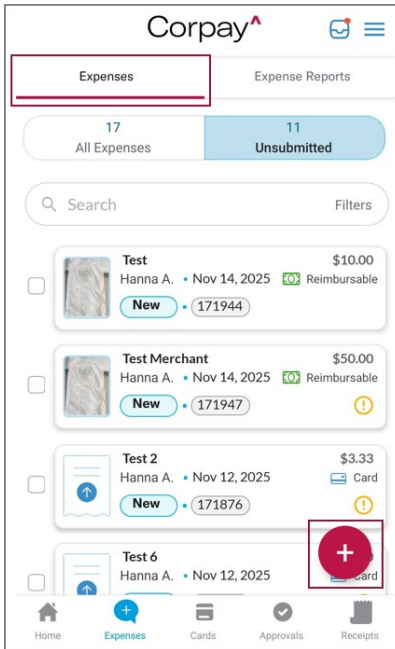 Corpay^
Expenses
Expense Reports
17
All Expenses
11
Unsubmitted
Search
Filters
Test
$10.00
Hanna A. • Nov 14, 2025
Reimbursable
New • 171944
Test Merchant
$50.00
Hanna A. • Nov 14, 2025
Reimbursable
New • 171947
Test 2
$3.33
Hanna A. • Nov 12, 2025
Card
New • 171876
Test 6
Hanna A. • Nov 12, 2025
Card
Home
Expenses
Cards
Approvals
Receipts